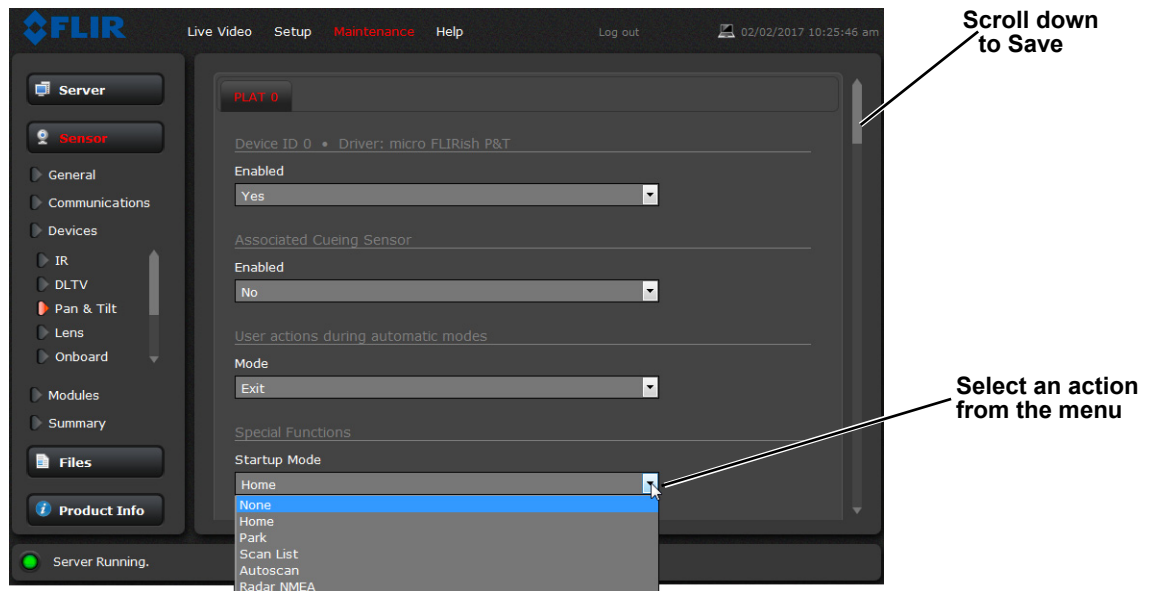 FLIR
Live Video Setup Maintenance Help Log out 02/02/2017 10:25:46 am
Scroll down
to Save
Server
Sensor
General
Communications
Devices
IR
DLTV
Pan & Tilt
Lens
Onboard
Modules
Summary
Files
Product Info
PLAT 0
Device ID 0 • Driver: micro FLIRish P&T
Enabled
Yes
Associated Cueing Sensor
Enabled
No
User actions during automatic modes
Mode
Exit
Special Functions
Startup Mode
Home
None
Home
Park
Scan List
Autoscan
Radar NMEA
Select an action
from the menu
Server Running.